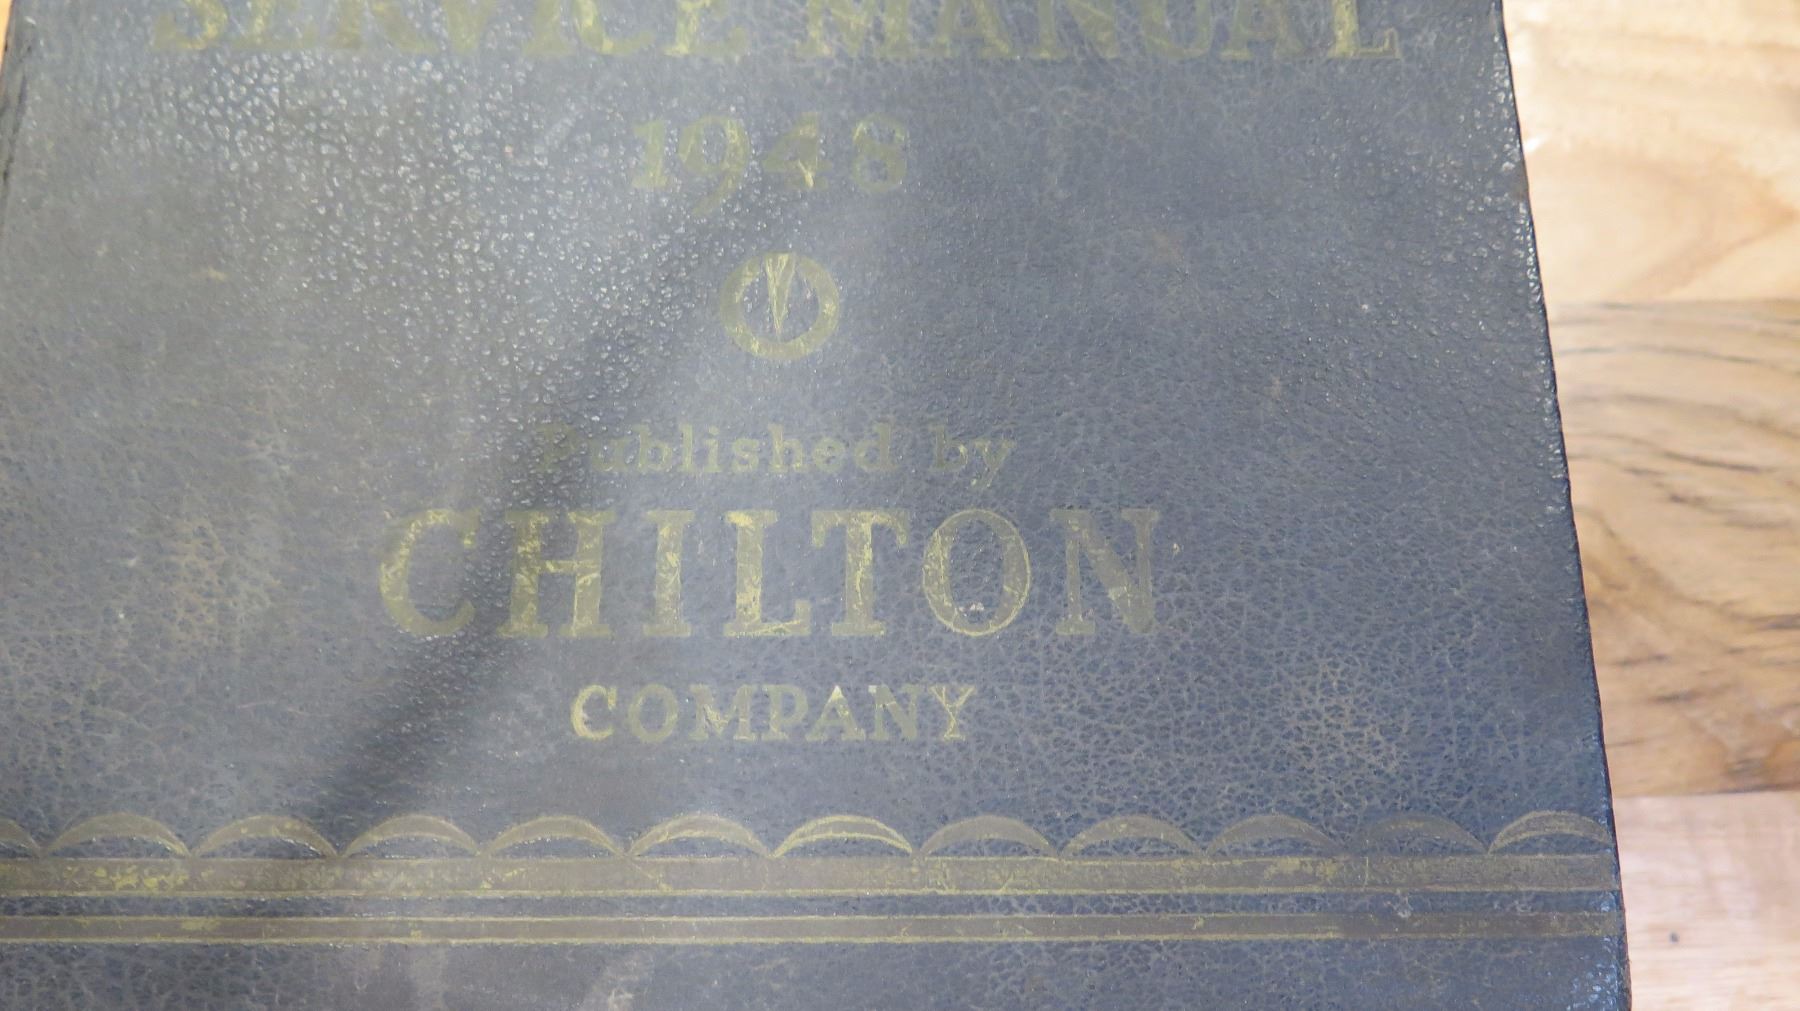 SERVICE MANUAL
1948
Published by
CHILTON
COMPANY